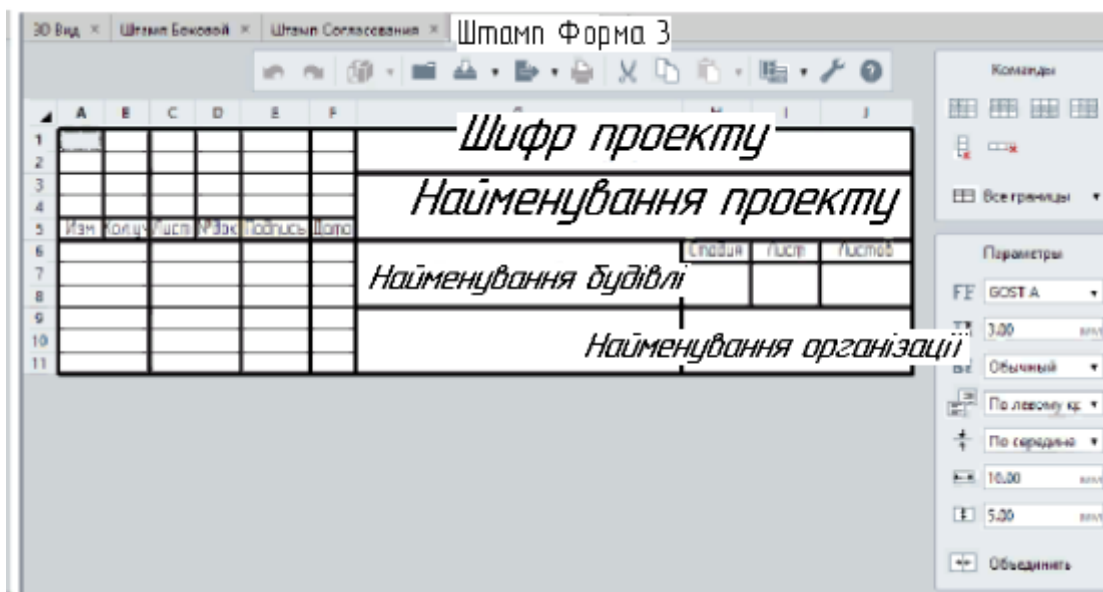 3D Вид × Штамп Боковой × Штамп Согласования × Штамп Форма 3
Команды
A B C D E F I J
1 Шифр проекту
2
3 Найменування проекту
4
5 Изм Кол.уч Лист №док Подпись Дата
Все границы
6 Стадия Лист Листов
Параметры
7 Найменування будівлі
8
GOST A
9
3.00
10 Найменування організації
11
Обычный
По левому кр
По середине
10.00
5.00
Объединить